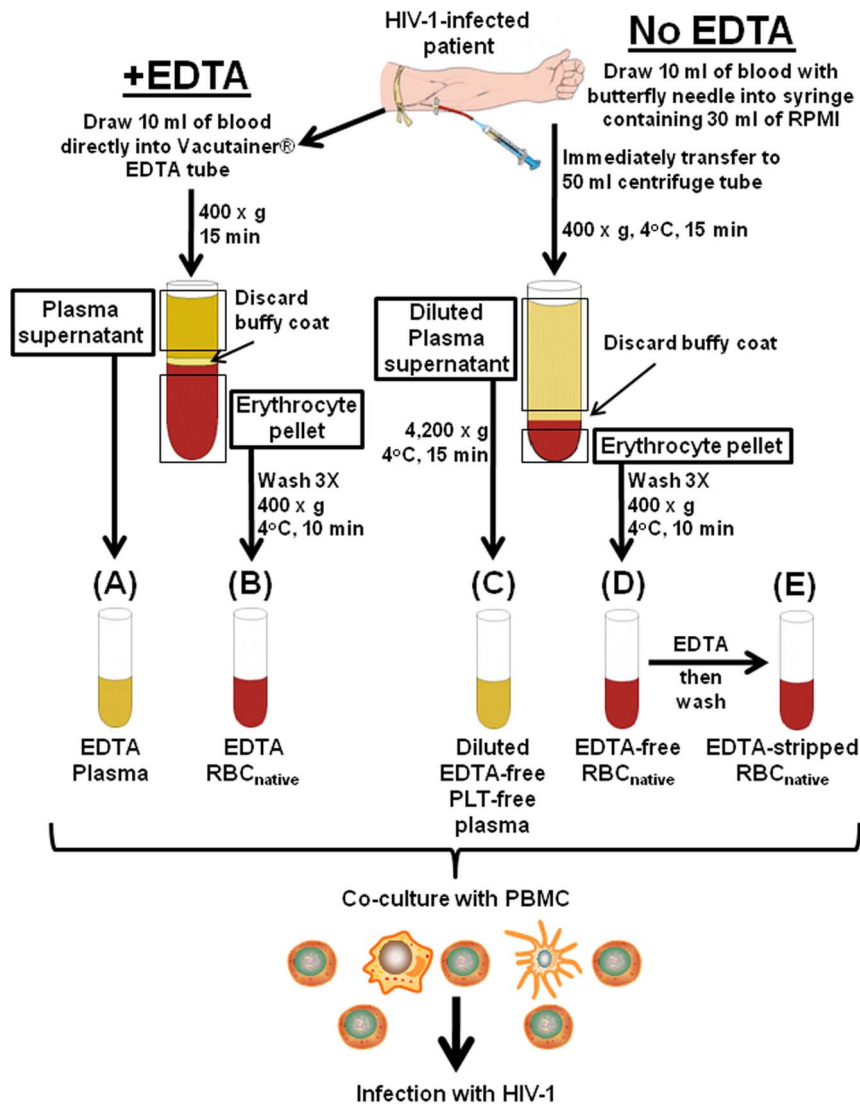 HIV-1-infected
patient
+EDTA
Draw 10 ml of blood
directly into Vacutainer®
EDTA tube
400 x g
15 min
Plasma
supernatant
Discard
buffy coat
Erythrocyte
pellet
Wash 3X
400 x g
4ºC, 10 min
No EDTA
Draw 10 ml of blood with
butterfly needle into syringe
containing 30 ml of RPMI
Immediately transfer to
50 ml centrifuge tube
400 x g, 4ºC, 15 min
Diluted
Plasma
supernatant
Discard buffy coat
4,200 x g
4ºC, 15 min
Erythrocyte pellet
Wash 3X
400 x g
4ºC, 10 min
(A)
(B)
(C)
(D)
(E)
EDTA
then
wash
EDTA
Plasma
EDTA
RBCnative
Diluted
EDTA-free
PLT-free
plasma
EDTA-free
RBCnative
EDTA-stripped
RBCnative
Co-culture with PBMC
Infection with HIV-1